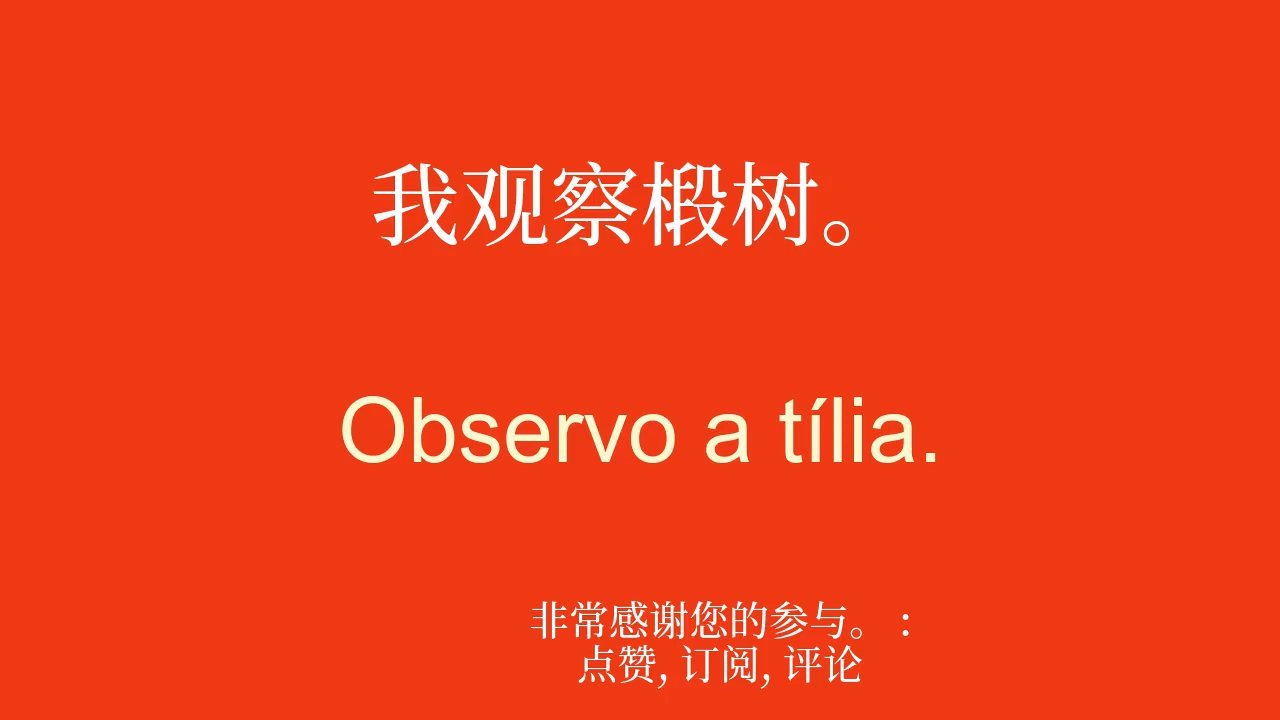 我观察椴树。
Observo a tília.
非常感谢您的参与。 :
点赞, 订阅, 评论